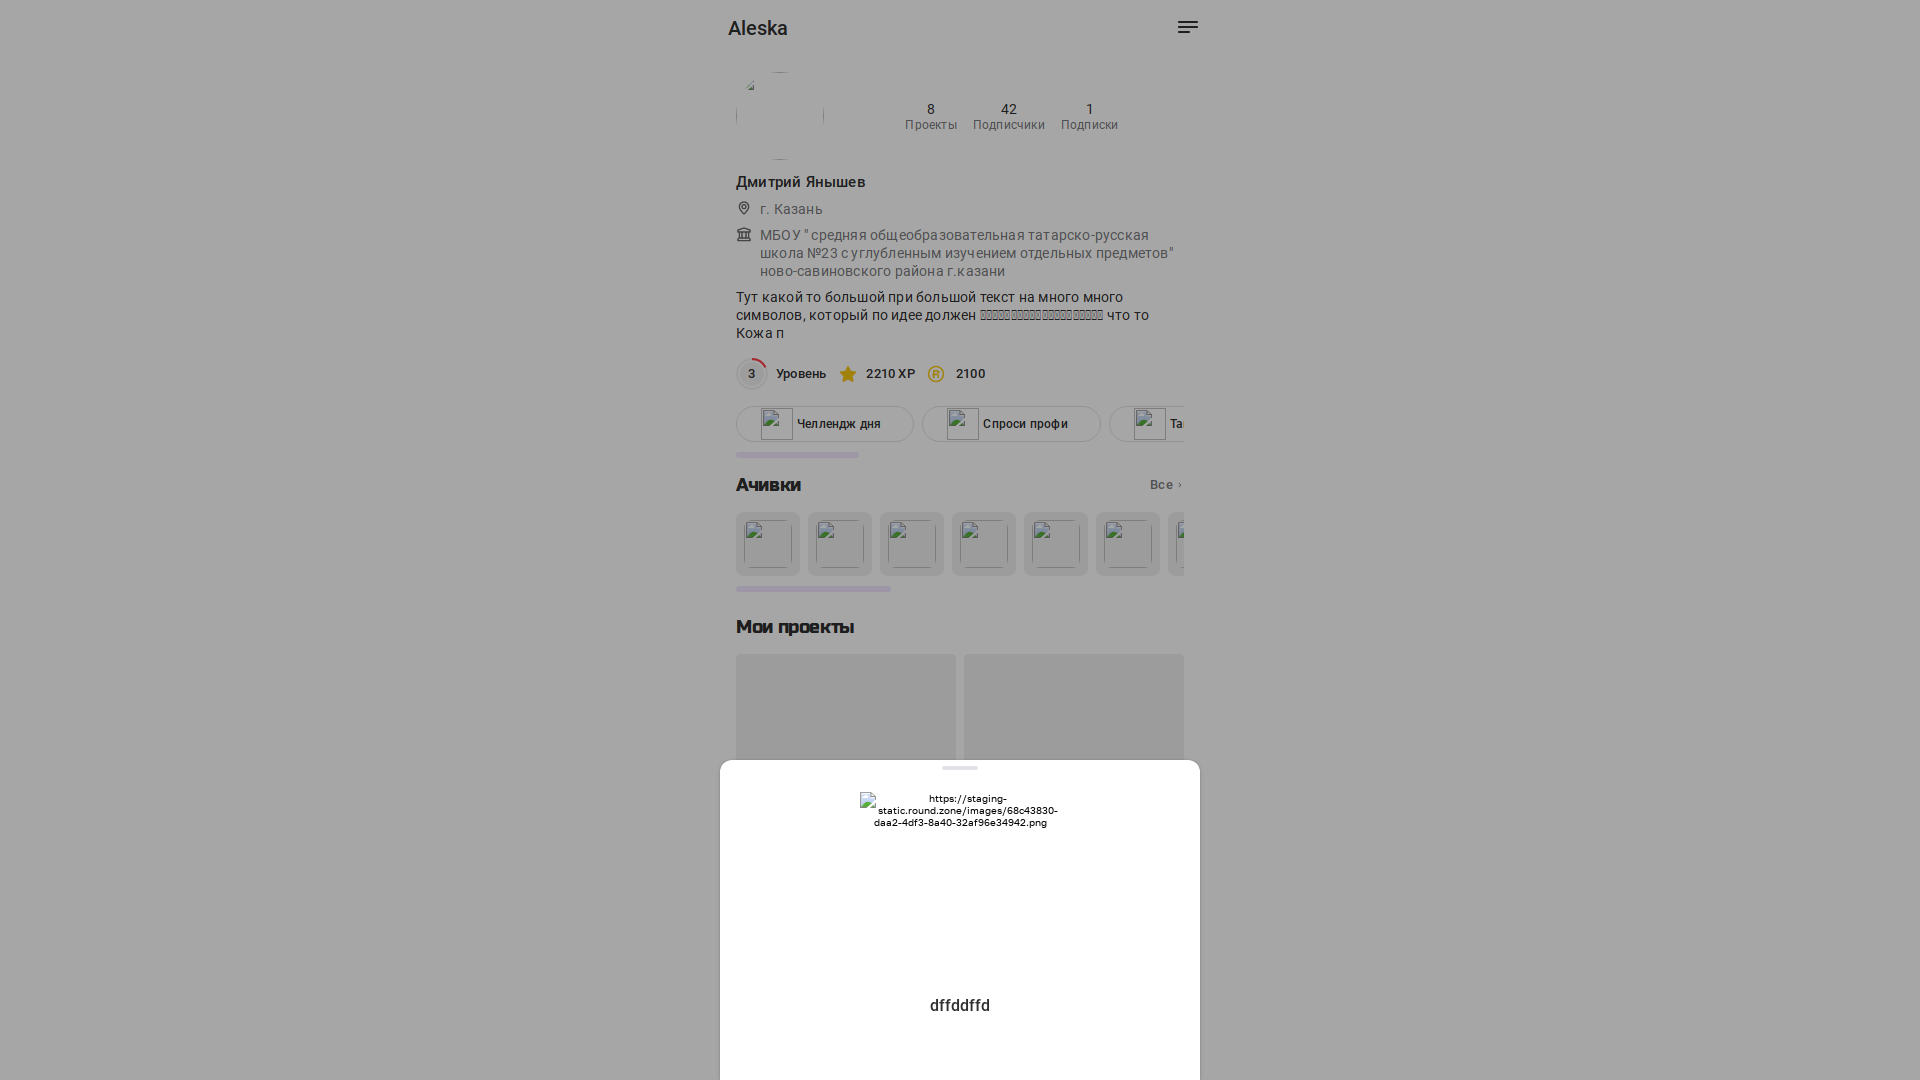 Aleska
8
42
1
Проекты
Подписчики
Подписки
Дмитрий Янышев
г. Казань
МБОУ " средняя общеобразовательная татарско-русская
школа №23 с углубленным изучением отдельных предметов"
ново-савиновского района г.казани
Тут какой то большой при большой текст на много много
символов, который по идее должен что то
Кожа п
3
Уровень
2210 XP
2100
Челлендж дня
Спроси профи
Ачивки
Все
Мои проекты
https://staging-
static.round.zone/images/68c43830-
daa2-4df3-8a40-32af96e34942.png
dffddffd